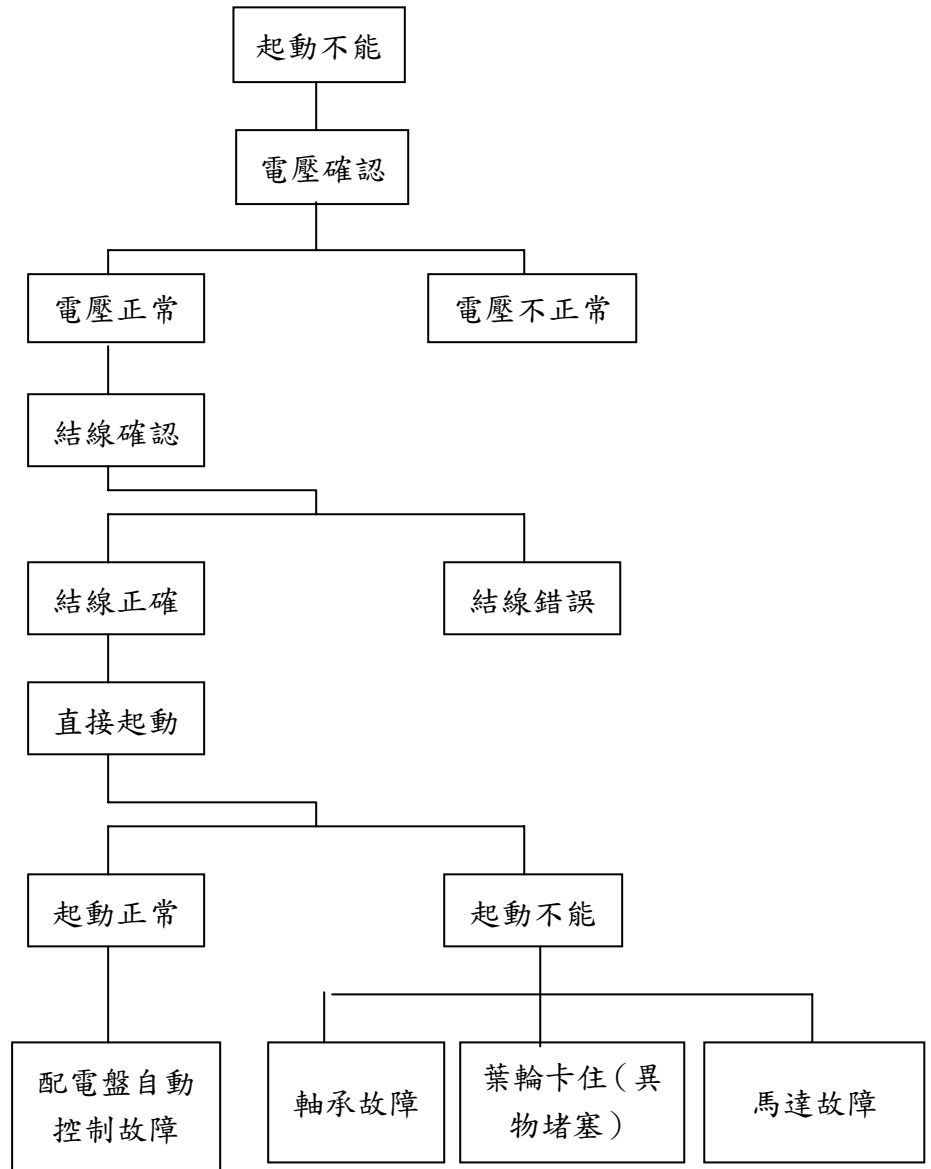 起動不能
電壓確認
電壓正常
電壓不正常
結線確認
結線正確
結線錯誤
直接起動
起動正常
起動不能
配電盤自動
控制故障
軸承故障
葉輪卡住（異
物堵塞）
馬達故障